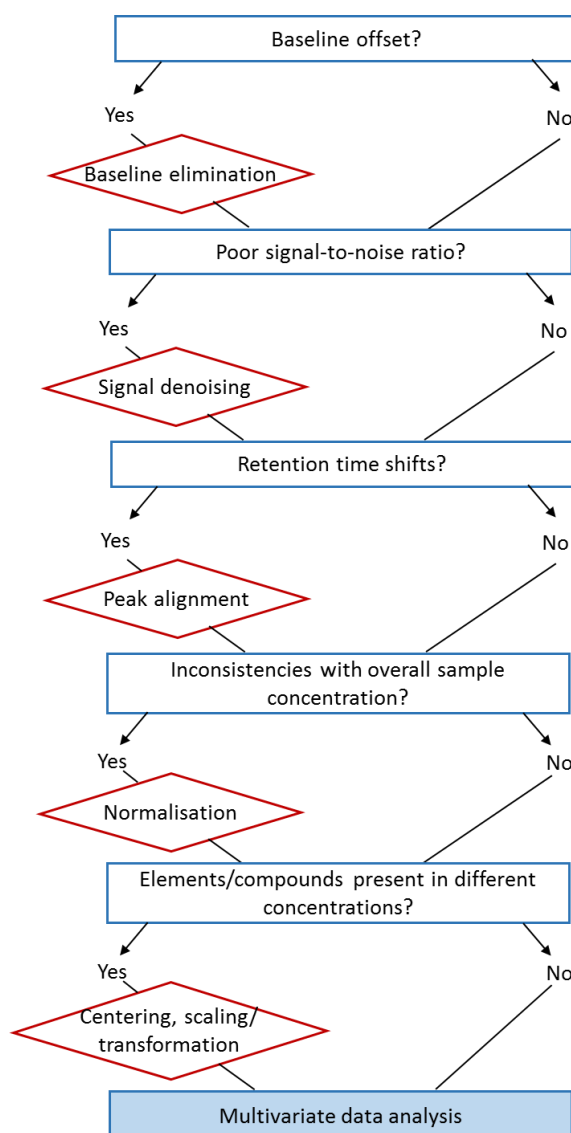 Baseline offset?
Yes
No
Baseline elimination
Poor signal-to-noise ratio?
Yes
No
Signal denoising
Retention time shifts?
Yes
No
Peak alignment
Inconsistencies with overall sample
concentration?
Yes
No
Normalisation
Elements/compounds present in different
concentrations?
Yes
No
Centering, scaling/
transformation
Multivariate data analysis